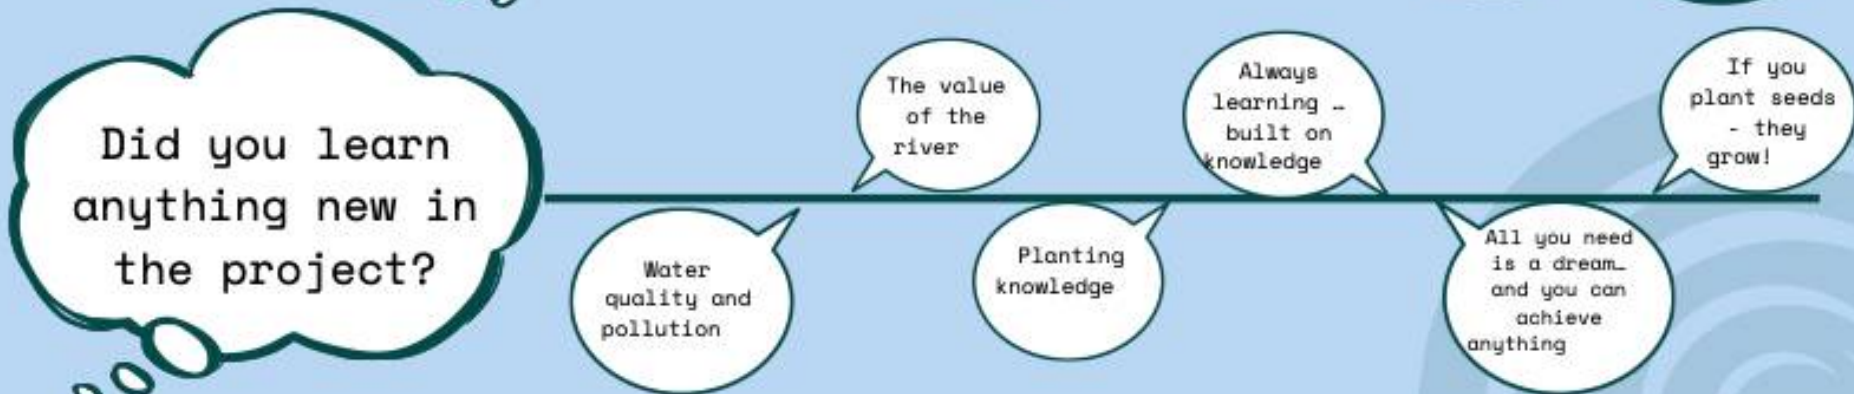 Did you learn
anything new in
the project?
Water
quality and
pollution
The value
of the
river
Planting
knowledge
Always
learning …
built on
knowledge
All you need
is a dream…
and you can
achieve
anything
If you
plant seeds
- they
grow!